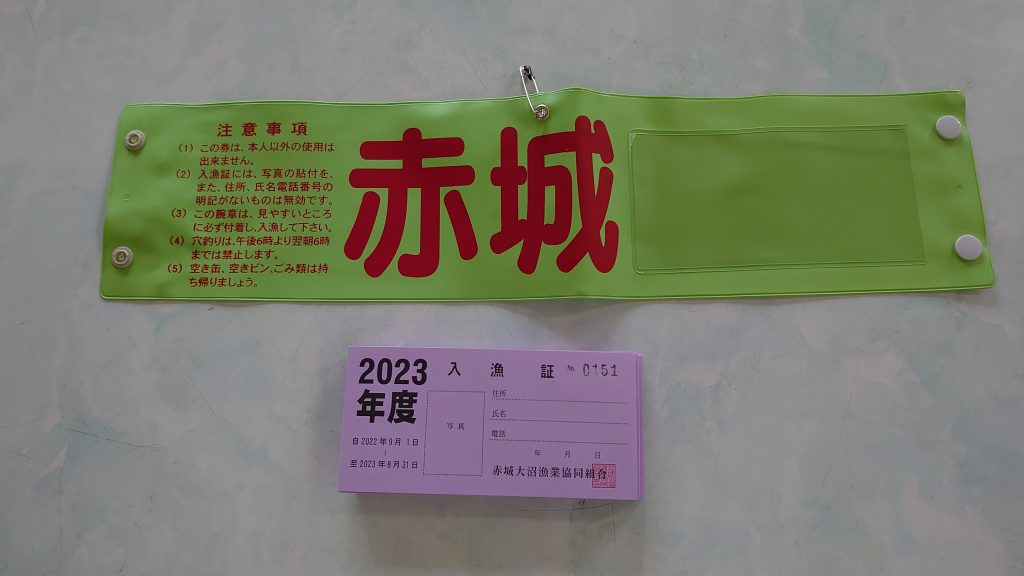 注意事項
(1) この券は、本人以外の使用は
出来ません。
(2) 入漁証には、写真の貼付を、
また、住所、氏名電話番号の
明記がないものは無効です。
(3) この腕章は、見やすいところ
に必ず付着し、入漁して下さい。
(4) 穴釣りは、午後6時より翌朝6時
までは禁止します。
(5) 空き缶、空きビン、ごみ類は持
ち帰りましょう。
赤城
2023
年度
入漁証 № 0151
自2022年9月1日
~
至2023年8月31日
写真
住所
氏名
電話
年 月 日
赤城大沼漁業協同組合